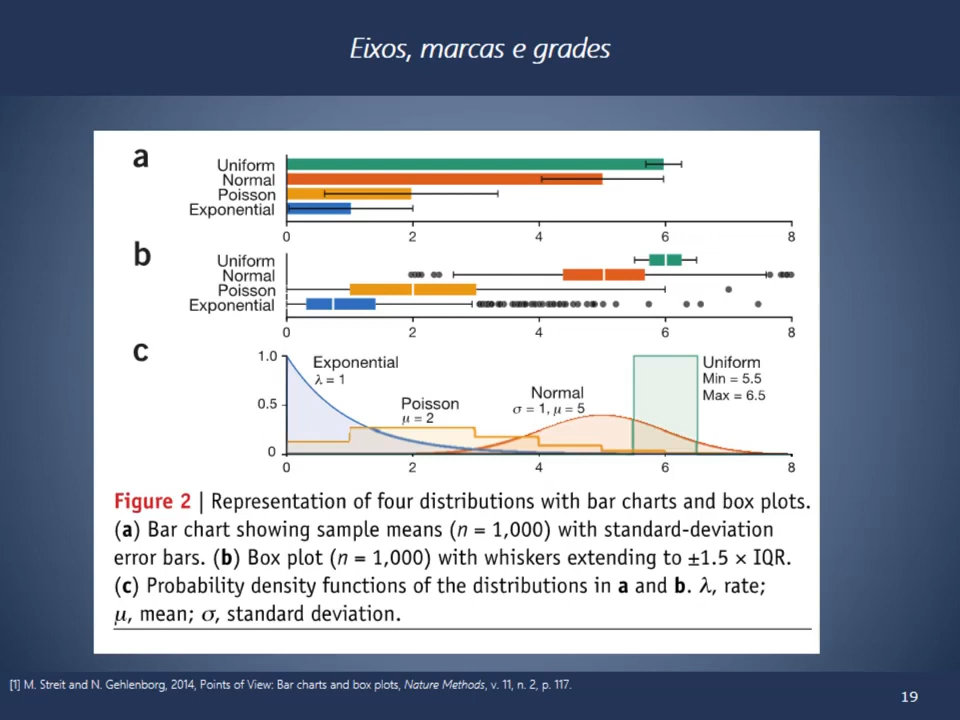 Eixos, marcas e grades
a
Uniform
Normal
Poisson
Exponential
0 2 4 6 8
b
Uniform
Normal
Poisson
Exponential
0 2 4 6 8
c
1.0
0.5
0
Exponential
λ = 1
Poisson
μ = 2
Normal
σ = 1, μ = 5
Uniform
Min = 5.5
Max = 6.5
0 2 4 6 8
Figure 2 | Representation of four distributions with bar charts and box plots.
(a) Bar chart showing sample means (n = 1,000) with standard-deviation
error bars. (b) Box plot (n = 1,000) with whiskers extending to ±1.5 × IQR.
(c) Probability density functions of the distributions in a and b. λ, rate;
μ, mean; σ, standard deviation.
[1] M. Streit and N. Gehlenborg, 2014, Points of View: Bar charts and box plots, Nature Methods, v. 11, n. 2, p. 117.
19